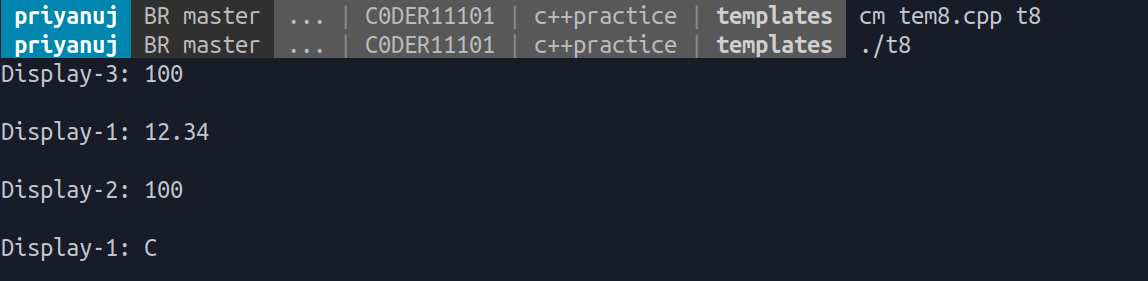 priyanuj BR master ... | C0DER11101 | c++practice | templates cm tem8.cpp t8
priyanuj BR master ... | C0DER11101 | c++practice | templates ./t8
Display-3: 100
Display-1: 12.34
Display-2: 100
Display-1: C